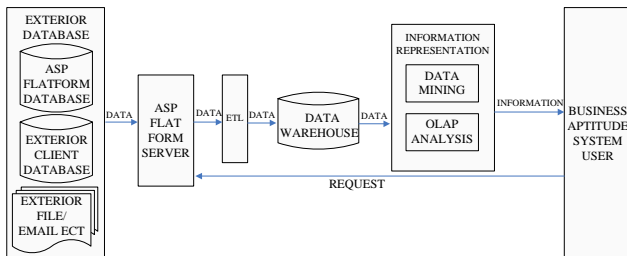 EXTERIOR
DATABASE
ASP
FLATFORM
DATABASE
EXTERIOR
CLIENT
DATABASE
EXTERIOR
FILE/
EMAIL ECT
DATA
ASP
FLAT
FORM
SERVER
DATA
ETL
DATA
DATA
WAREHOUSE
DATA
INFORMATION
REPRESENTATION
DATA
MINING
OLAP
ANALYSIS
INFORMATION
REQUEST
BUSINESS
APTITUDE
SYSTEM
USER